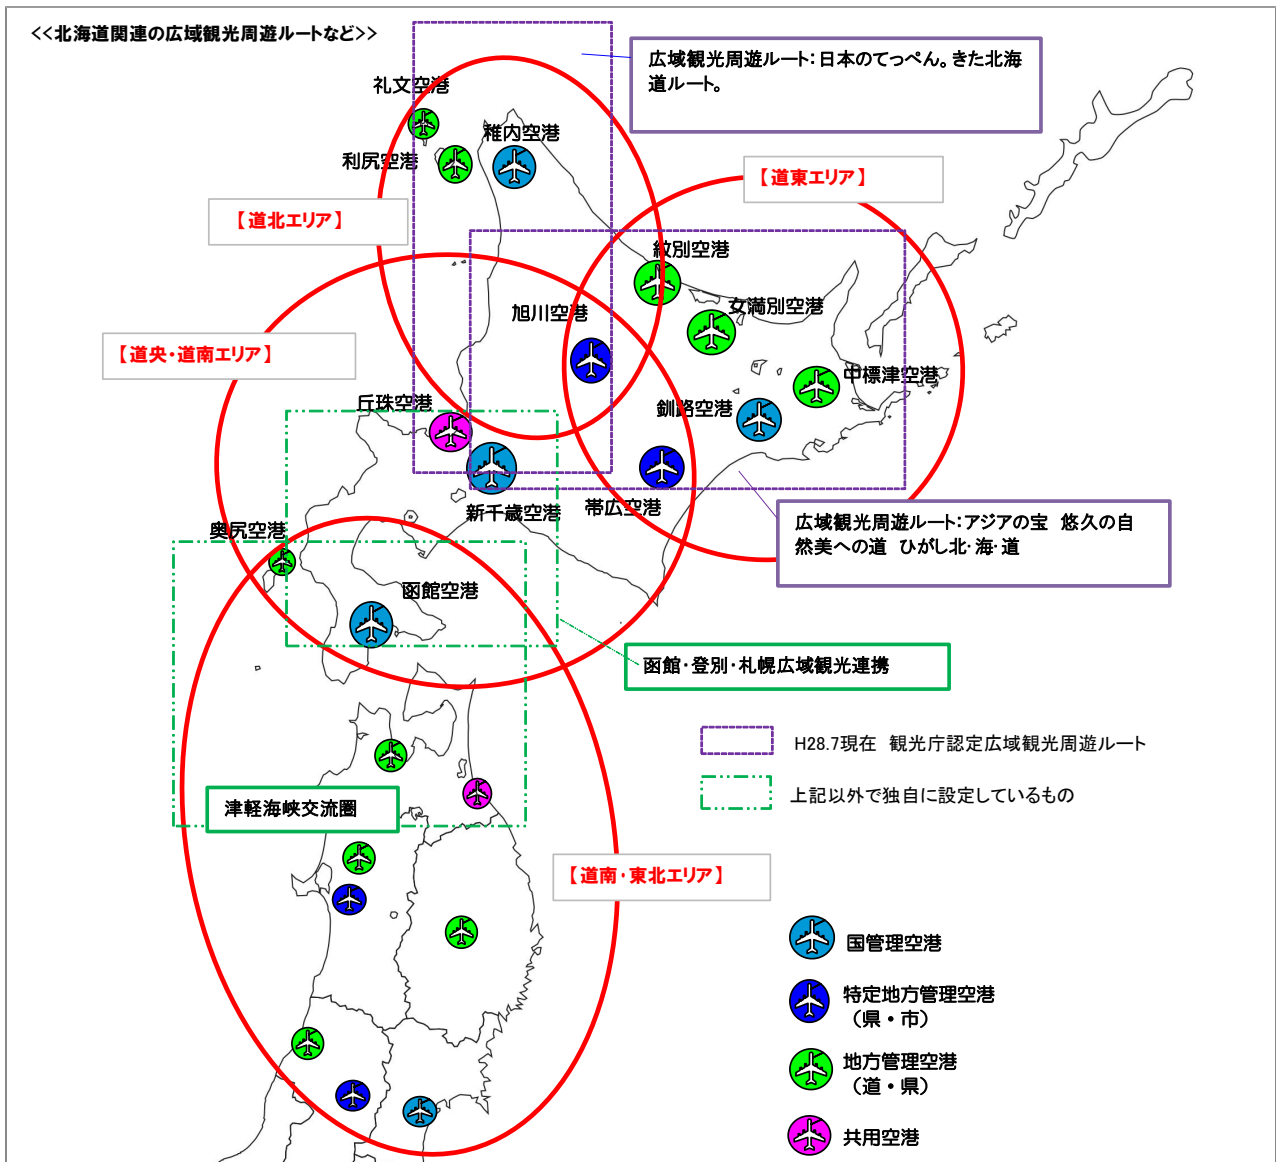 <<北海道関連の広域観光周遊ルートなど>>
広域観光周遊ルート：日本のてっぺん。きた北海
道ルート。
礼文空港
稚内空港
利尻空港
【道東エリア】
【道北エリア】
紋別空港
女満別空港
旭川空港
【道央・道南エリア】
中標津空港
丘珠空港
釧路空港
新千歳空港
帯広空港
広域観光周遊ルート：アジアの宝　悠久の自
然美への道　ひがし北・海・道
奥尻空港
函館空港
函館・登別・札幌広域観光連携
H28.7現在　観光庁認定広域観光周遊ルート
上記以外で独自に設定しているもの
津軽海峡交流圏
【道南・東北エリア】
国管理空港
特定地方管理空港
（県・市）
地方管理空港
（道・県）
共用空港